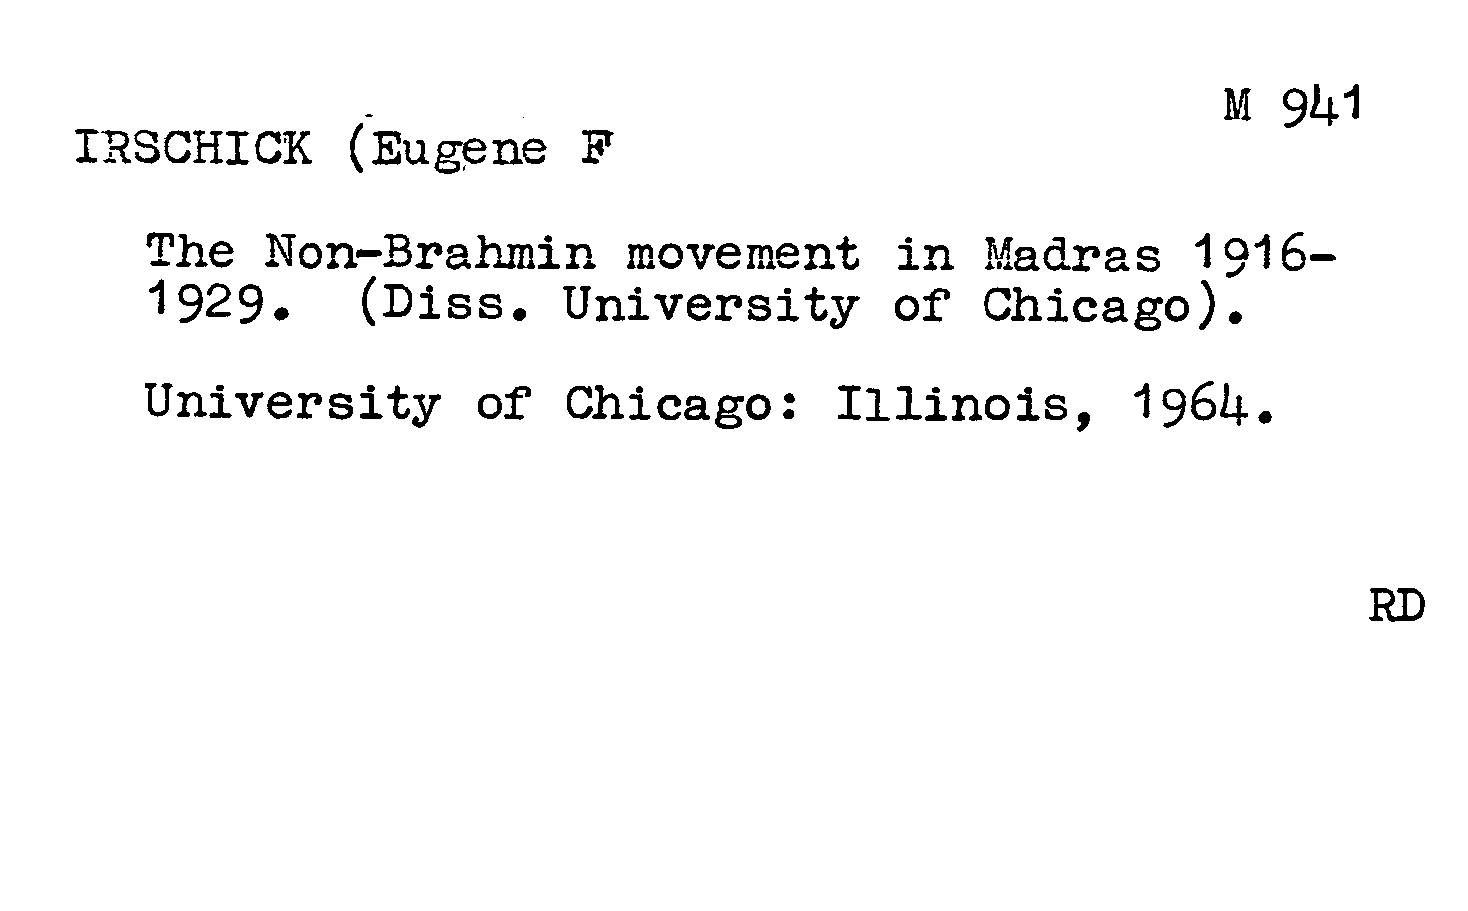 M 941
IRSCHICK (Eugene F
The Non-Brahmin movement in Madras 1916-
1929. (Diss. University of Chicago).
University of Chicago: Illinois, 1964.
RD